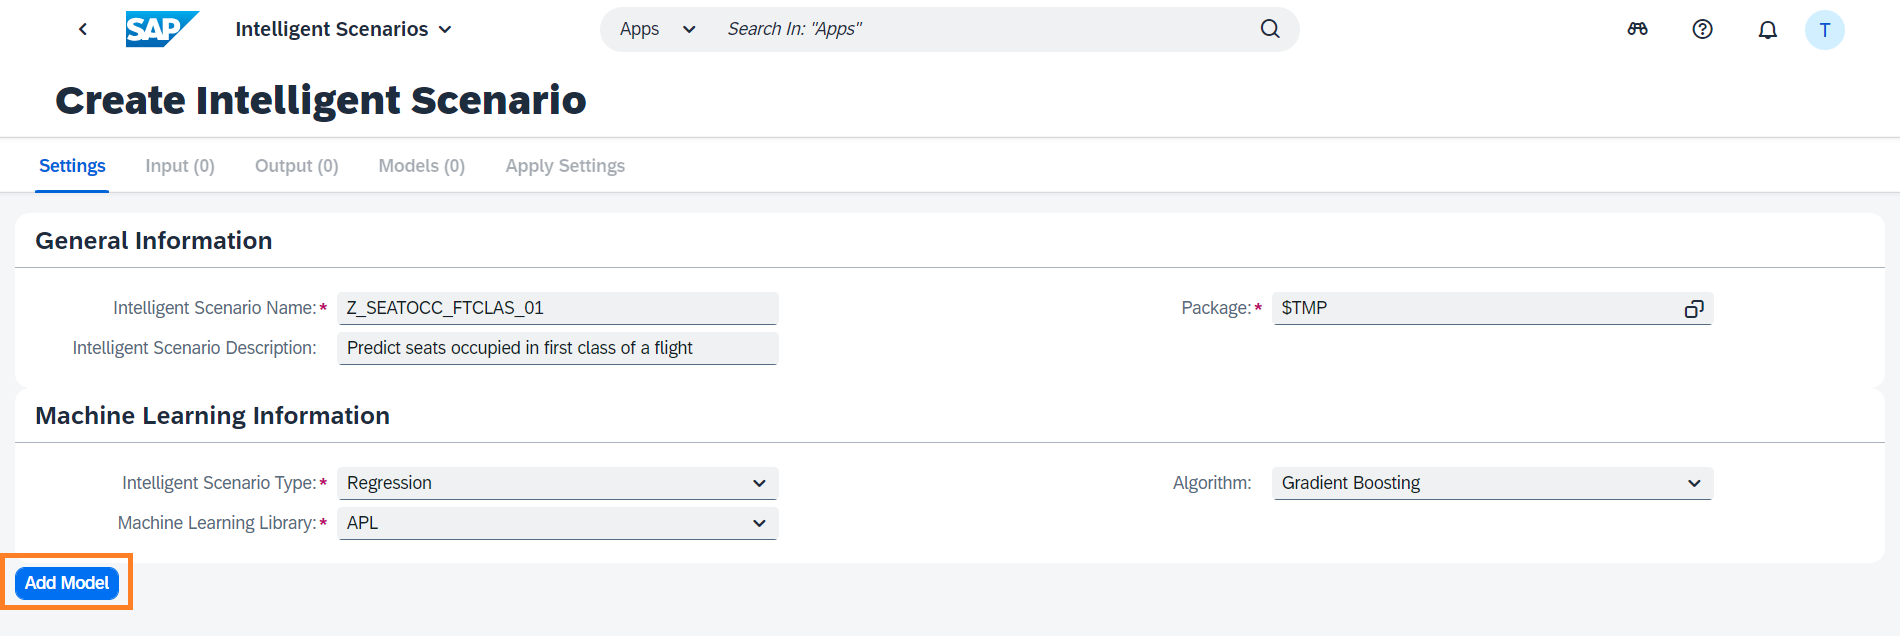 SAP Intelligent Scenarios Apps Search In: "Apps" T
Create Intelligent Scenario
Settings Input (0) Output (0) Models (0) Apply Settings
General Information
Intelligent Scenario Name:* Z_SEATOCC_FTCLAS_01 Package:* $TMP
Intelligent Scenario Description: Predict seats occupied in first class of a flight
Machine Learning Information
Intelligent Scenario Type:* Regression Algorithm: Gradient Boosting
Machine Learning Library:* APL
Add Model